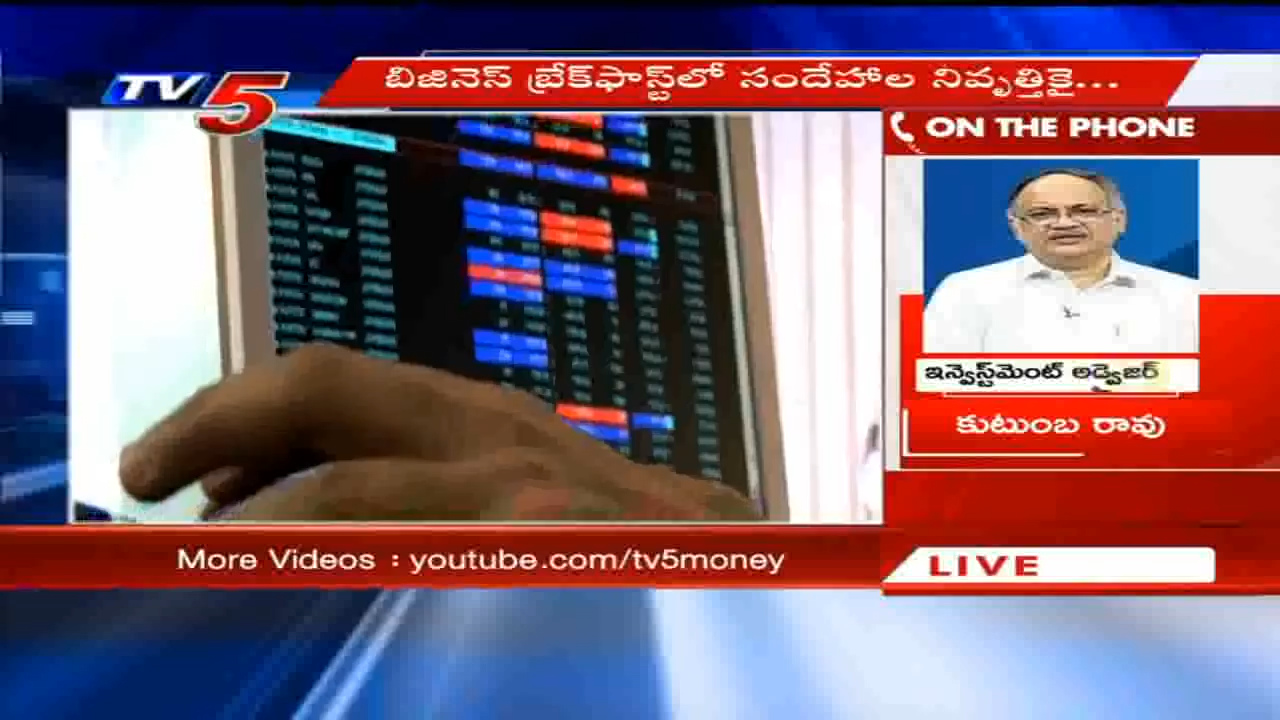 TV5
బిజినెస్ బ్రేక్‌ఫాస్ట్‌లో సందేహాల నివృత్తికై...
ON THE PHONE
ఇన్వెస్ట్‌మెంట్ అడ్వైజర్
కుటుంబ రావు
More Videos : youtube.com/tv5money
LIVE